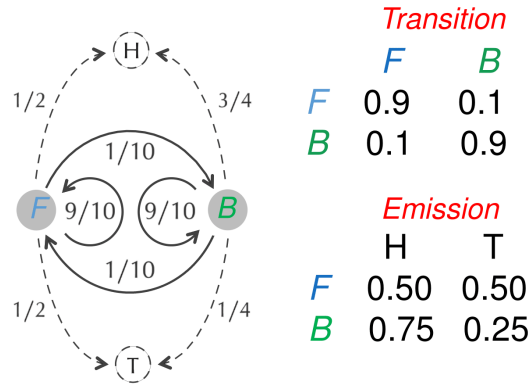 H
1/2
3/4
1/10
F
9/10
9/10
B
1/10
1/2
1/4
T
Transition
F B
F 0.9 0.1
B 0.1 0.9
Emission
H T
F 0.50 0.50
B 0.75 0.25